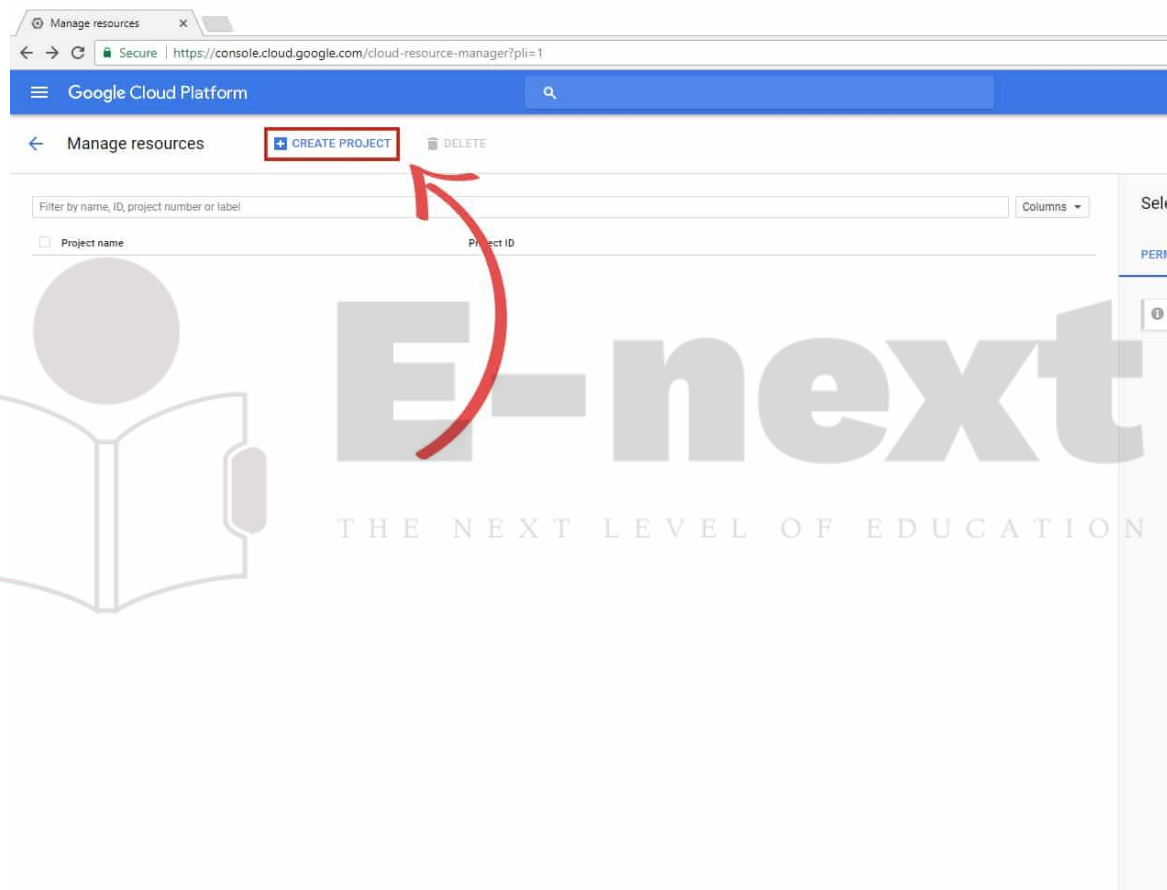 Manage resources
Secure | https://console.cloud.google.com/cloud-resource-manager?pli=1
Google Cloud Platform
Manage resources CREATE PROJECT DELETE
Filter by name, ID, project number or label Columns
Project name
E-next
THE NEXT LEVEL OF EDUCATION